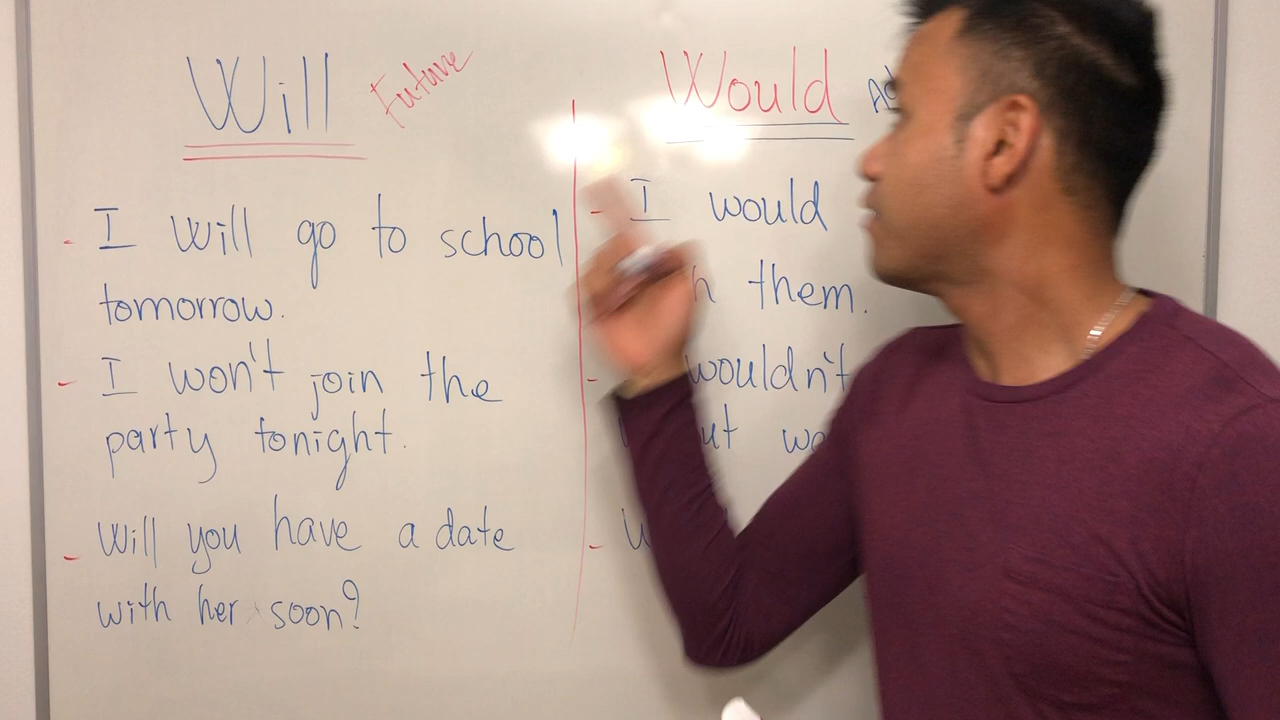 Will Future
I will go to school
tomorrow.
I won't join the
party tonight.
Will you have a date
with her soon?
Would
I would
them.
wouldn't